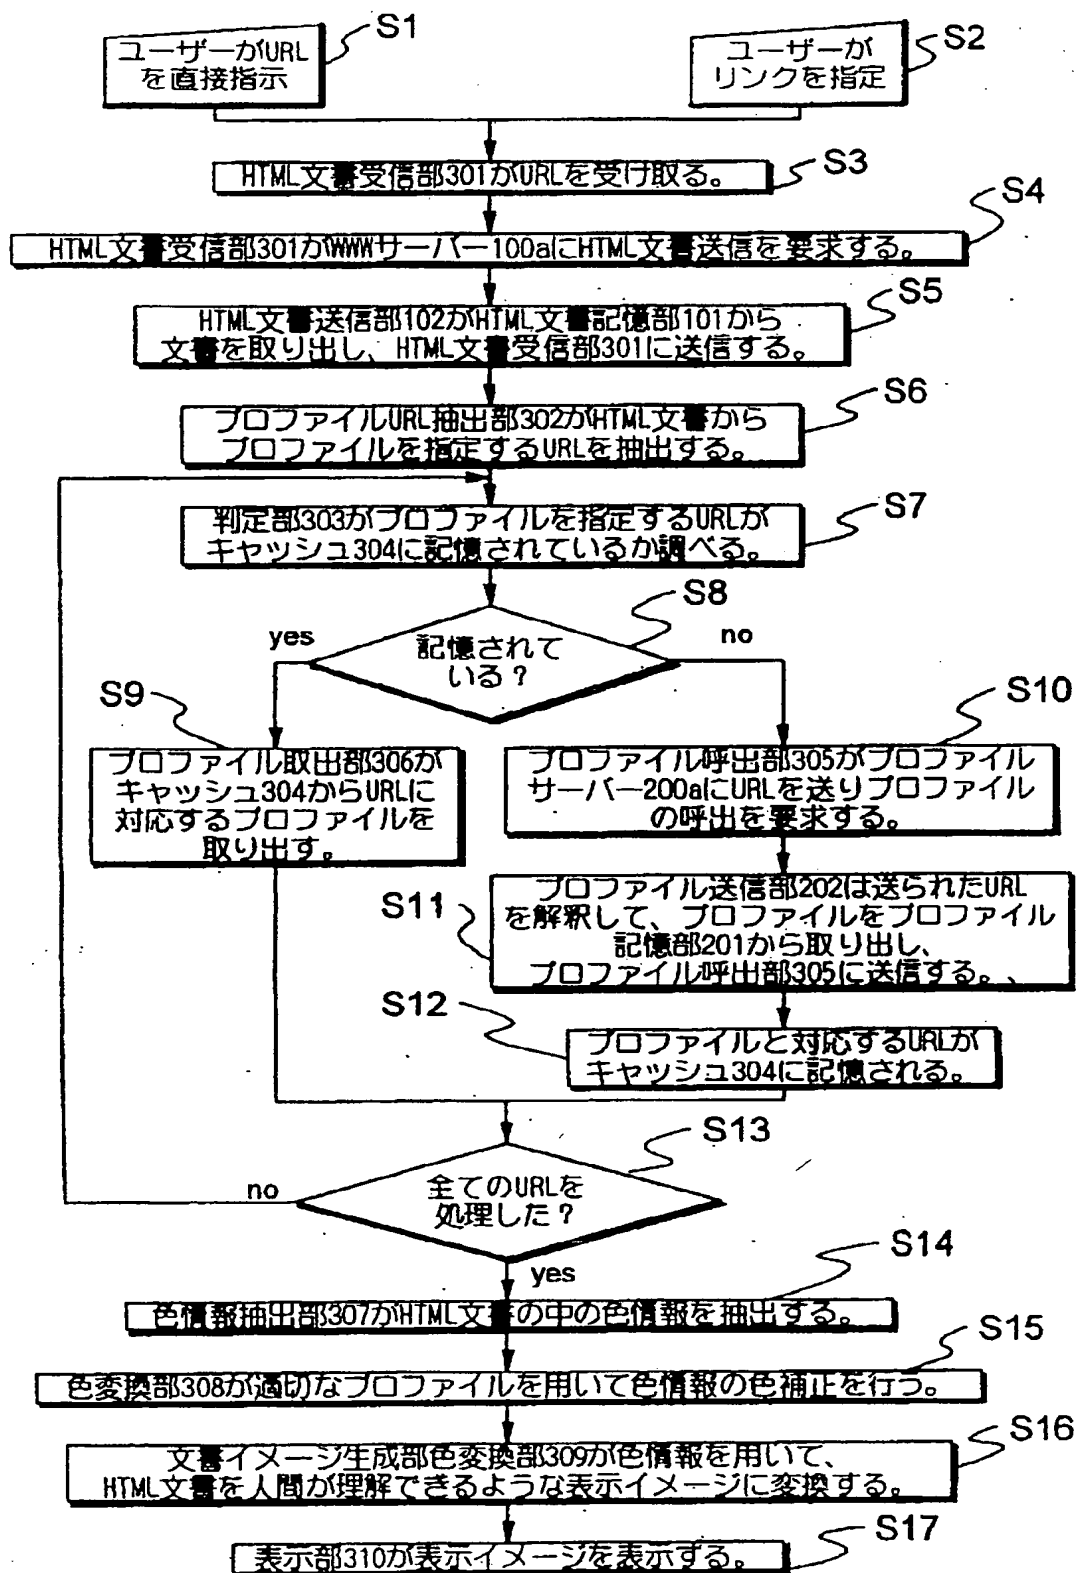 S1
ユーザーがURL
を直接指示
S2
ユーザーが
リンクを指定
S3
HTML文書受信部301がURLを受け取る。
S4
HTML文書受信部301がWWWサーバー100aにHTML文書送信を要求する。
S5
HTML文書送信部102がHTML文書記憶部101から
文書を取り出し、HTML文書受信部301に送信する。
S6
プロファイルURL抽出部302がHTML文書から
プロファイルを指定するURLを抽出する。
S7
判定部303がプロファイルを指定するURLが
キャッシュ304に記憶されているか調べる。
S8
yes
記憶されて
いる?
no
S9
プロファイル取出部306が
キャッシュ304からURLに
対応するプロファイルを
取り出す。
S10
プロファイル呼出部305がプロファイル
サーバー200aにURLを送りプロファイル
の呼出を要求する。
S11
プロファイル送信部202は送られたURL
を解釈して、プロファイルをプロファイル
記憶部201から取り出し、
プロファイル呼出部305に送信する。、
S12
プロファイルと対応するURLが
キャッシュ304に記憶される。
S13
no
全てのURLを
処理した?
yes
S14
色情報抽出部307がHTML文書の中の色情報を抽出する。
S15
色変換部308が適切なプロファイルを用いて色情報の色補正を行う。
S16
文書イメージ生成部色変換部309が色情報を用いて、
HTML文書を人間が理解できるような表示イメージに変換する。
S17
表示部310が表示イメージを表示する。